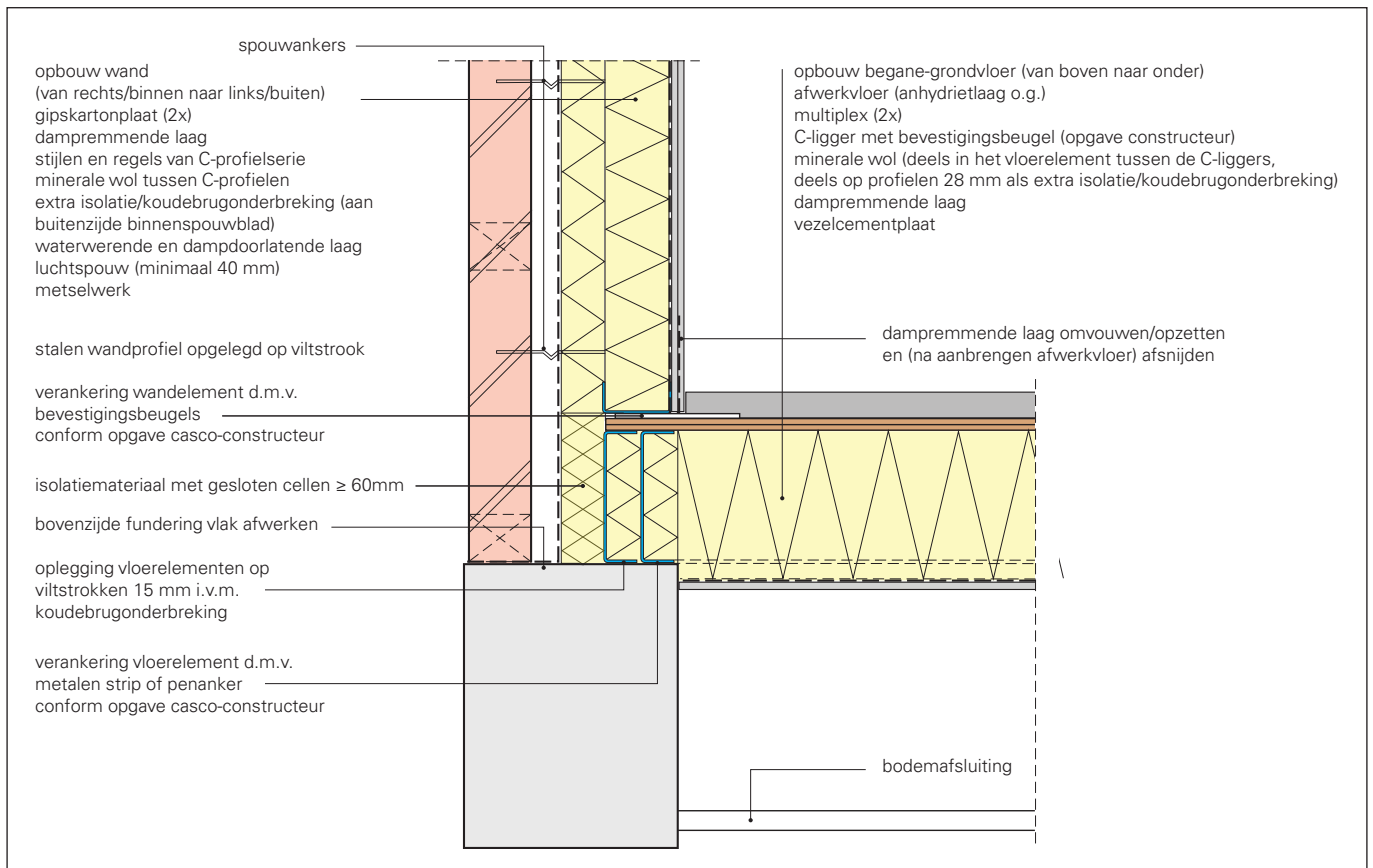 spouwankers
opbouw wand
(van rechts/binnen naar links/buiten)
gipskartonplaat (2x)
dampremmende laag
stijlen en regels van C-profielserie
minerale wol tussen C-profielen
extra isolatie/koudebrugonderbreking (aan
buitenzijde binnenspouwblad)
waterwerende en dampdoorlatende laag
luchtspouw (minimaal 40 mm)
metselwerk
stalen wandprofiel opgelegd op viltstrook
verankering wandelement d.m.v.
bevestigingsbeugels
conform opgave casco-constructeur
isolatiemateriaal met gesloten cellen ≥ 60mm
bovenzijde fundering vlak afwerken
oplegging vloerelementen op
viltstrokken 15 mm i.v.m.
koudebrugonderbreking
verankering vloerelement d.m.v.
metalen strip of penanker
conform opgave casco-constructeur
opbouw begane-grondvloer (van boven naar onder)
afwerkvloer (anhydrietlaag o.g.)
multiplex (2x)
C-ligger met bevestigingsbeugel (opgave constructeur)
minerale wol (deels in het vloerelement tussen de C-liggers,
deels op profielen 28 mm als extra isolatie/koudebrugonderbreking)
dampremmende laag
vezelcementplaat
dampremmende laag omvouwen/opzetten
en (na aanbrengen afwerkvloer) afsnijden
bodemafsluiting